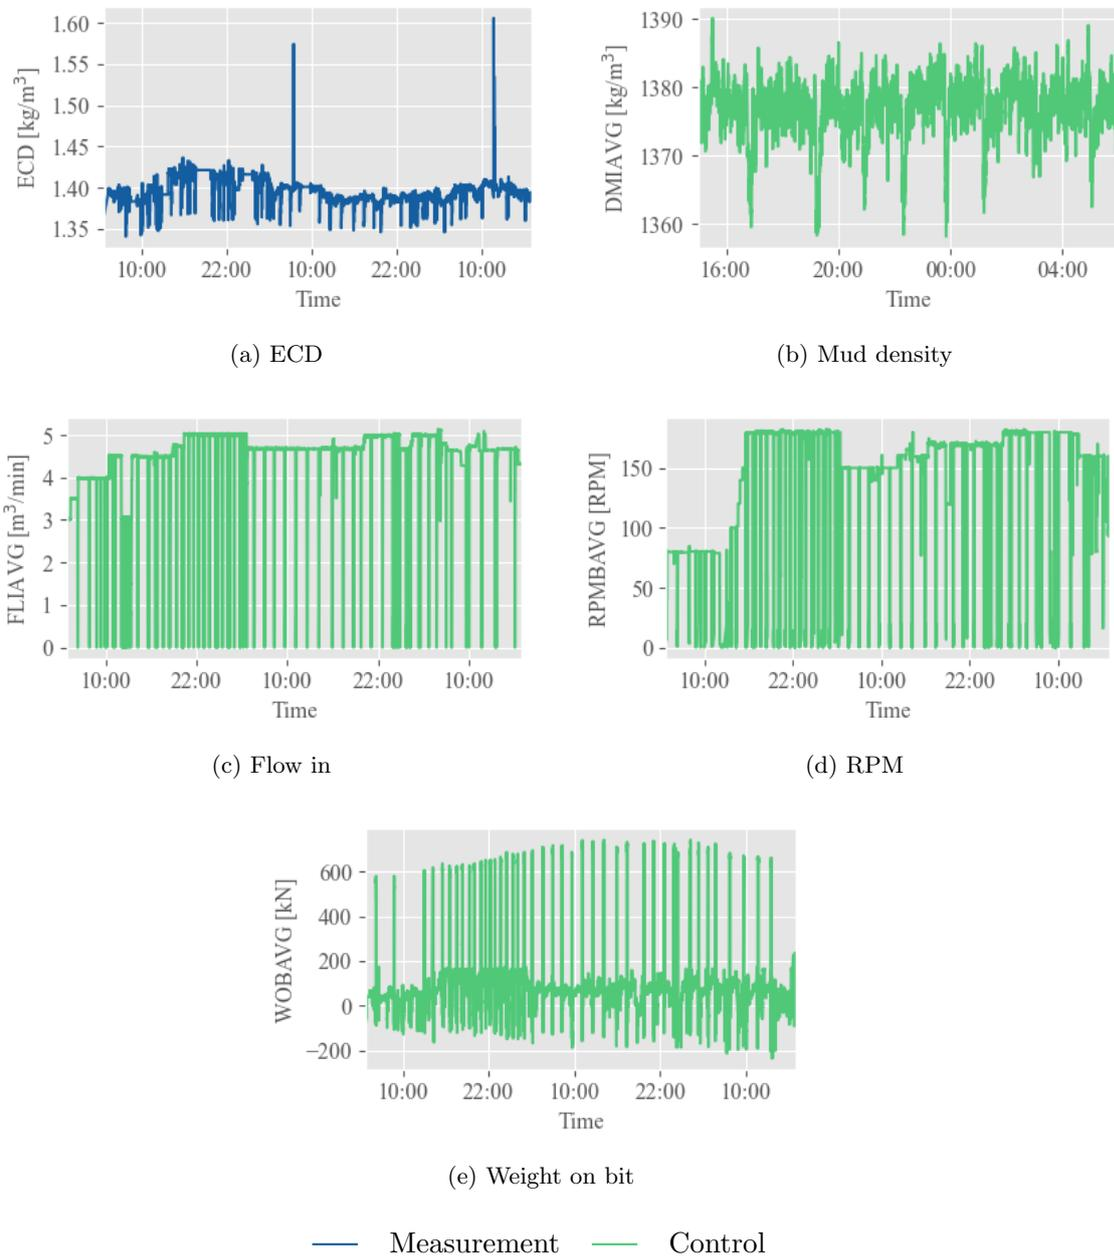 1.60
1.55
1.50
1.45
1.40
1.35
ECD [kg/m³]
10:00 22:00 10:00 22:00 10:00
Time
(a) ECD
1390
1380
1370
1360
DMIAVG [kg/m³]
16:00 20:00 00:00 04:00
Time
(b) Mud density
5
4
3
2
1
0
FLIAVG [m³/min]
10:00 22:00 10:00 22:00 10:00
Time
(c) Flow in
150
100
50
0
RPMBAVG [RPM]
10:00 22:00 10:00 22:00 10:00
Time
(d) RPM
600
400
200
0
−200
WOBAVG [kN]
10:00 22:00 10:00 22:00 10:00
Time
(e) Weight on bit
Measurement Control